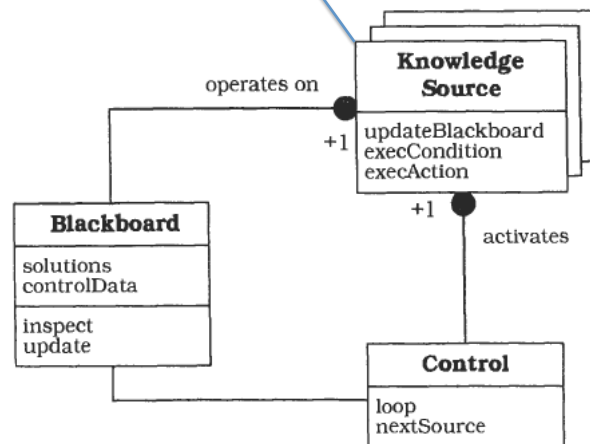 Knowledge
Source
operates on
updateBlackboard
execCondition
execAction
+1
+1
activates
Blackboard
solutions
controlData
inspect
update
Control
loop
nextSource